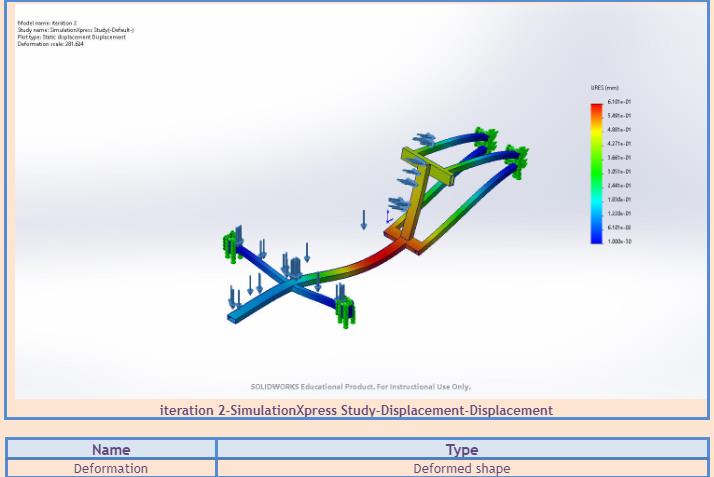 Model name: iteration 2
Study name: SimulationXpress Study(-Default-)
Plot type: Static displacement Displacement
Deformation scale: 281.624
URES (mm)
6.101e-01
5.491e-01
4.881e-01
4.271e-01
3.661e-01
3.051e-01
2.441e-01
1.830e-01
1.220e-01
6.101e-02
1.000e-30
SOLIDWORKS Educational Product. For Instructional Use Only.
iteration 2-SimulationXpress Study-Displacement-Displacement
Name Type
Deformation Deformed shape